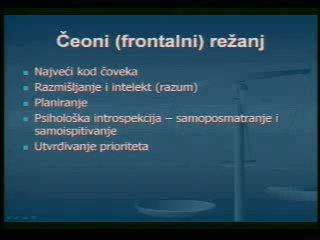 Čeoni (frontalni) režanj
Najveći kod čoveka
Razmišljanje i intelekt (razum)
Planiranje
Psihološka introspekcija – samoposmatranje i
samoispitivanje
Utvrđivanje prioriteta